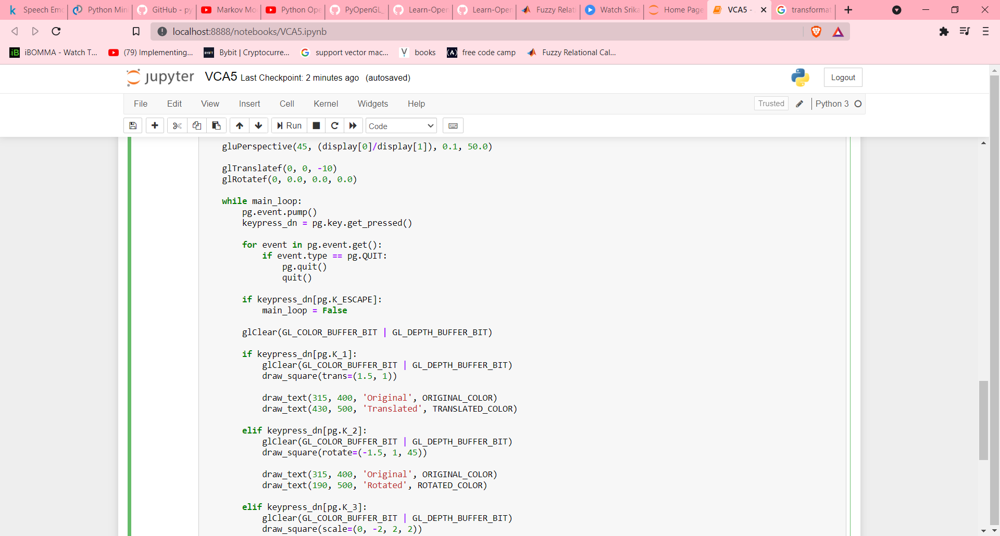 Speech Emo
Python Min
GitHub - py
Markov Mo
Python Ope
PyOpenGL_
Learn-Open
Learn-Open
Fuzzy Relati
Watch Srika
Home Page
VCA5 -
transformat
localhost:8888/notebooks/VCA5.ipynb
iBOMMA - Watch T...
(79) Implementing...
Bybit | Cryptocurre...
support vector mac...
books
free code camp
Fuzzy Relational Cal...
jupyter VCA5 Last Checkpoint: 2 minutes ago (autosaved)
Logout
File Edit View Insert Cell Kernel Widgets Help
Trusted
Python 3
Run
Code
gluPerspective(45, (display[0]/display[1]), 0.1, 50.0)
glTranslatef(0, 0, -10)
glRotatef(0, 0.0, 0.0, 0.0)
while main_loop:
pg.event.pump()
keypress_dn = pg.key.get_pressed()
for event in pg.event.get():
if event.type == pg.QUIT:
pg.quit()
quit()
if keypress_dn[pg.K_ESCAPE]:
main_loop = False
glClear(GL_COLOR_BUFFER_BIT | GL_DEPTH_BUFFER_BIT)
if keypress_dn[pg.K_1]:
glClear(GL_COLOR_BUFFER_BIT | GL_DEPTH_BUFFER_BIT)
draw_square(trans=(1.5, 1))
draw_text(315, 400, 'Original', ORIGINAL_COLOR)
draw_text(430, 500, 'Translated', TRANSLATED_COLOR)
elif keypress_dn[pg.K_2]:
glClear(GL_COLOR_BUFFER_BIT | GL_DEPTH_BUFFER_BIT)
draw_square(rotate=(-1.5, 1, 45))
draw_text(315, 400, 'Original', ORIGINAL_COLOR)
draw_text(190, 500, 'Rotated', ROTATED_COLOR)
elif keypress_dn[pg.K_3]:
glClear(GL_COLOR_BUFFER_BIT | GL_DEPTH_BUFFER_BIT)
draw_square(scale=(0, -2, 2, 2))